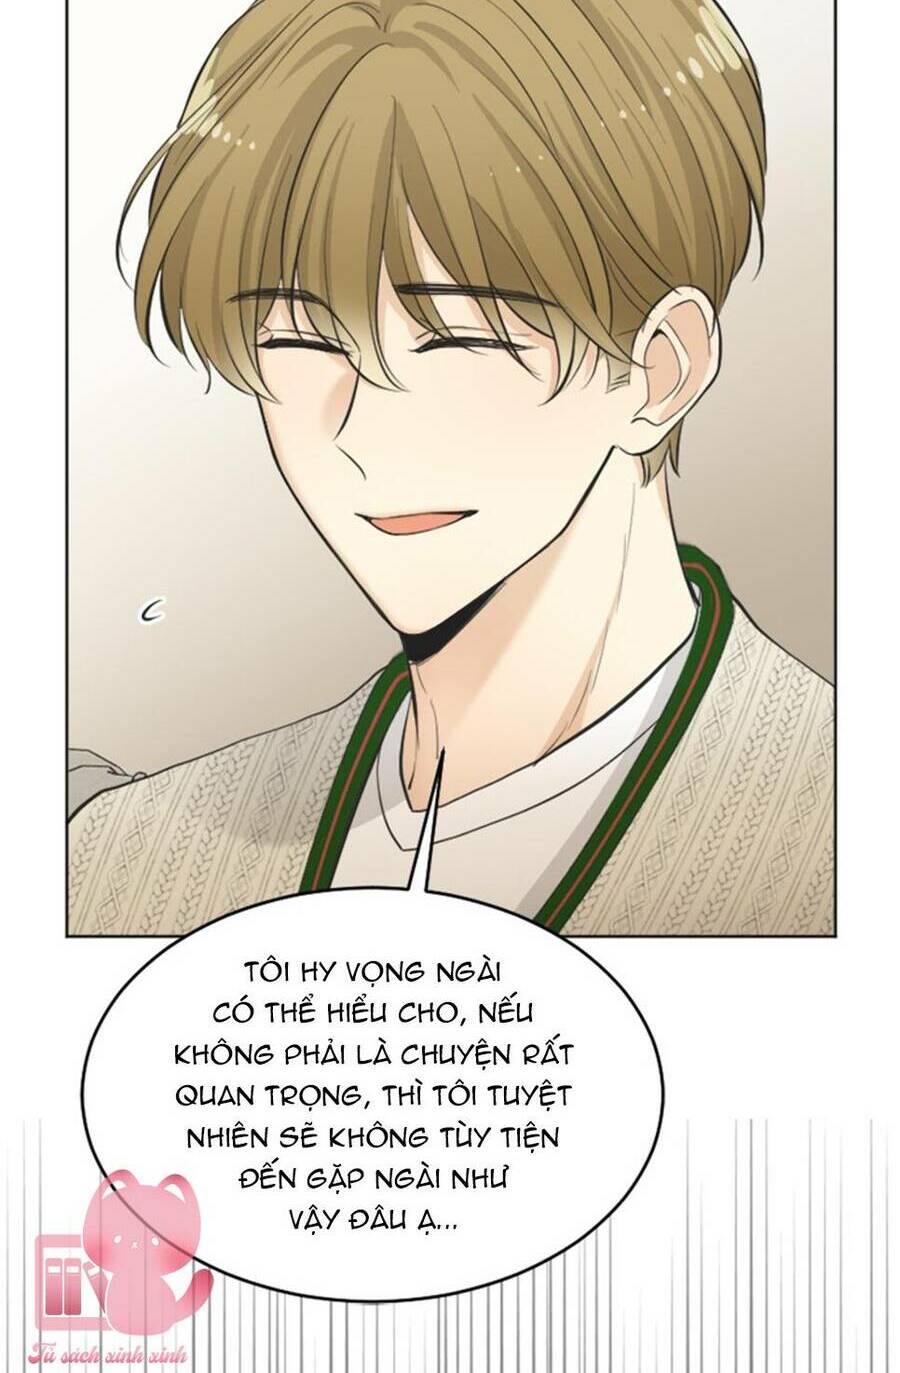 TÔI HY VỌNG NGÀI
CÓ THỂ HIỂU CHO, NẾU
KHÔNG PHẢI LÀ CHUYỆN RẤT
QUAN TRỌNG, THÌ TÔI TUYỆT
NHIÊN SẼ KHÔNG TÙY TIỆN
ĐẾN GẶP NGÀI NHƯ
VẬY ĐÂU Ạ...
Tủ sách xinh xinh